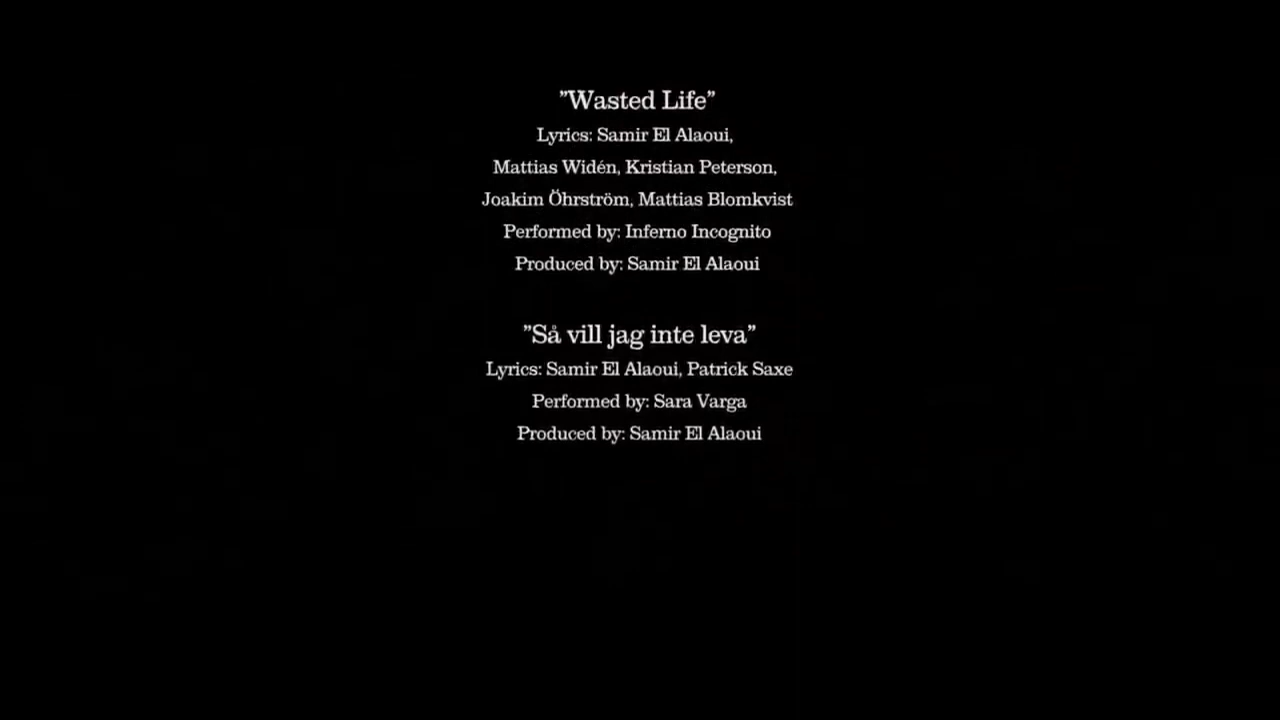 ”Wasted Life”
Lyrics: Samir El Alaoui,
Mattias Widén, Kristian Peterson,
Joakim Öhrström, Mattias Blomkvist
Performed by: Inferno Incognito
Produced by: Samir El Alaoui
”Så vill jag inte leva”
Lyrics: Samir El Alaoui, Patrick Saxe
Performed by: Sara Varga
Produced by: Samir El Alaoui